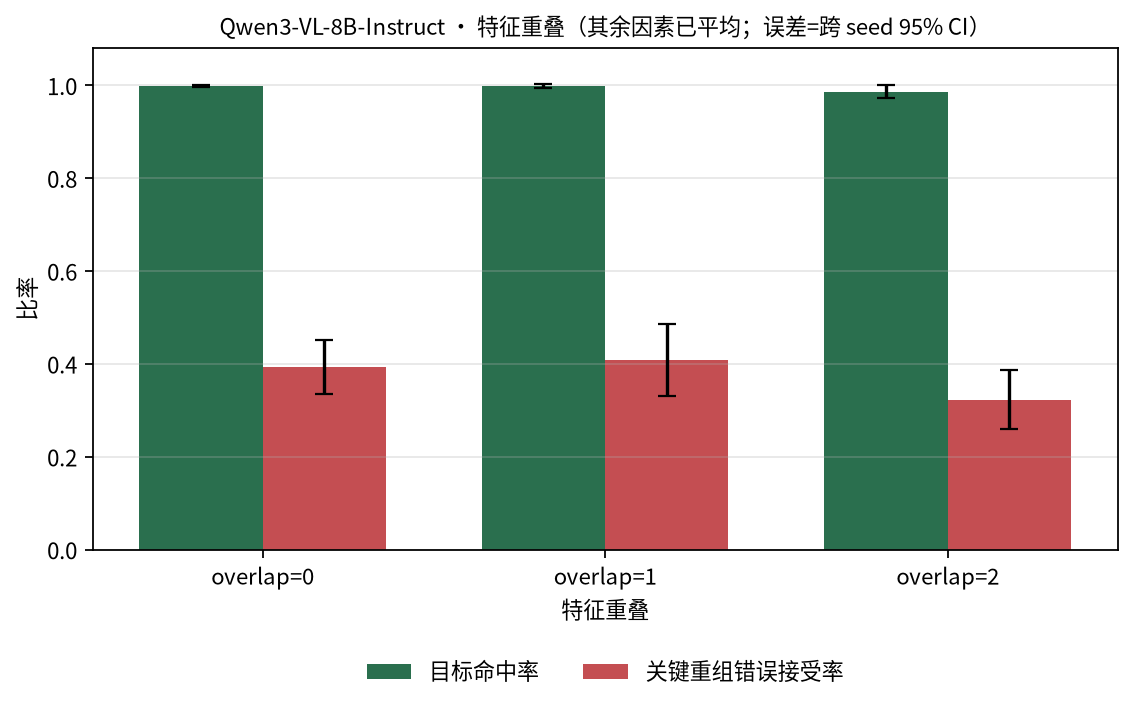 Qwen3-VL-8B-Instruct · 特征重叠（其余因素已平均；误差=跨 seed 95% CI）
比率
1.0
0.8
0.6
0.4
0.2
0.0
overlap=0 overlap=1 overlap=2
特征重叠
目标命中率 关键重组错误接受率